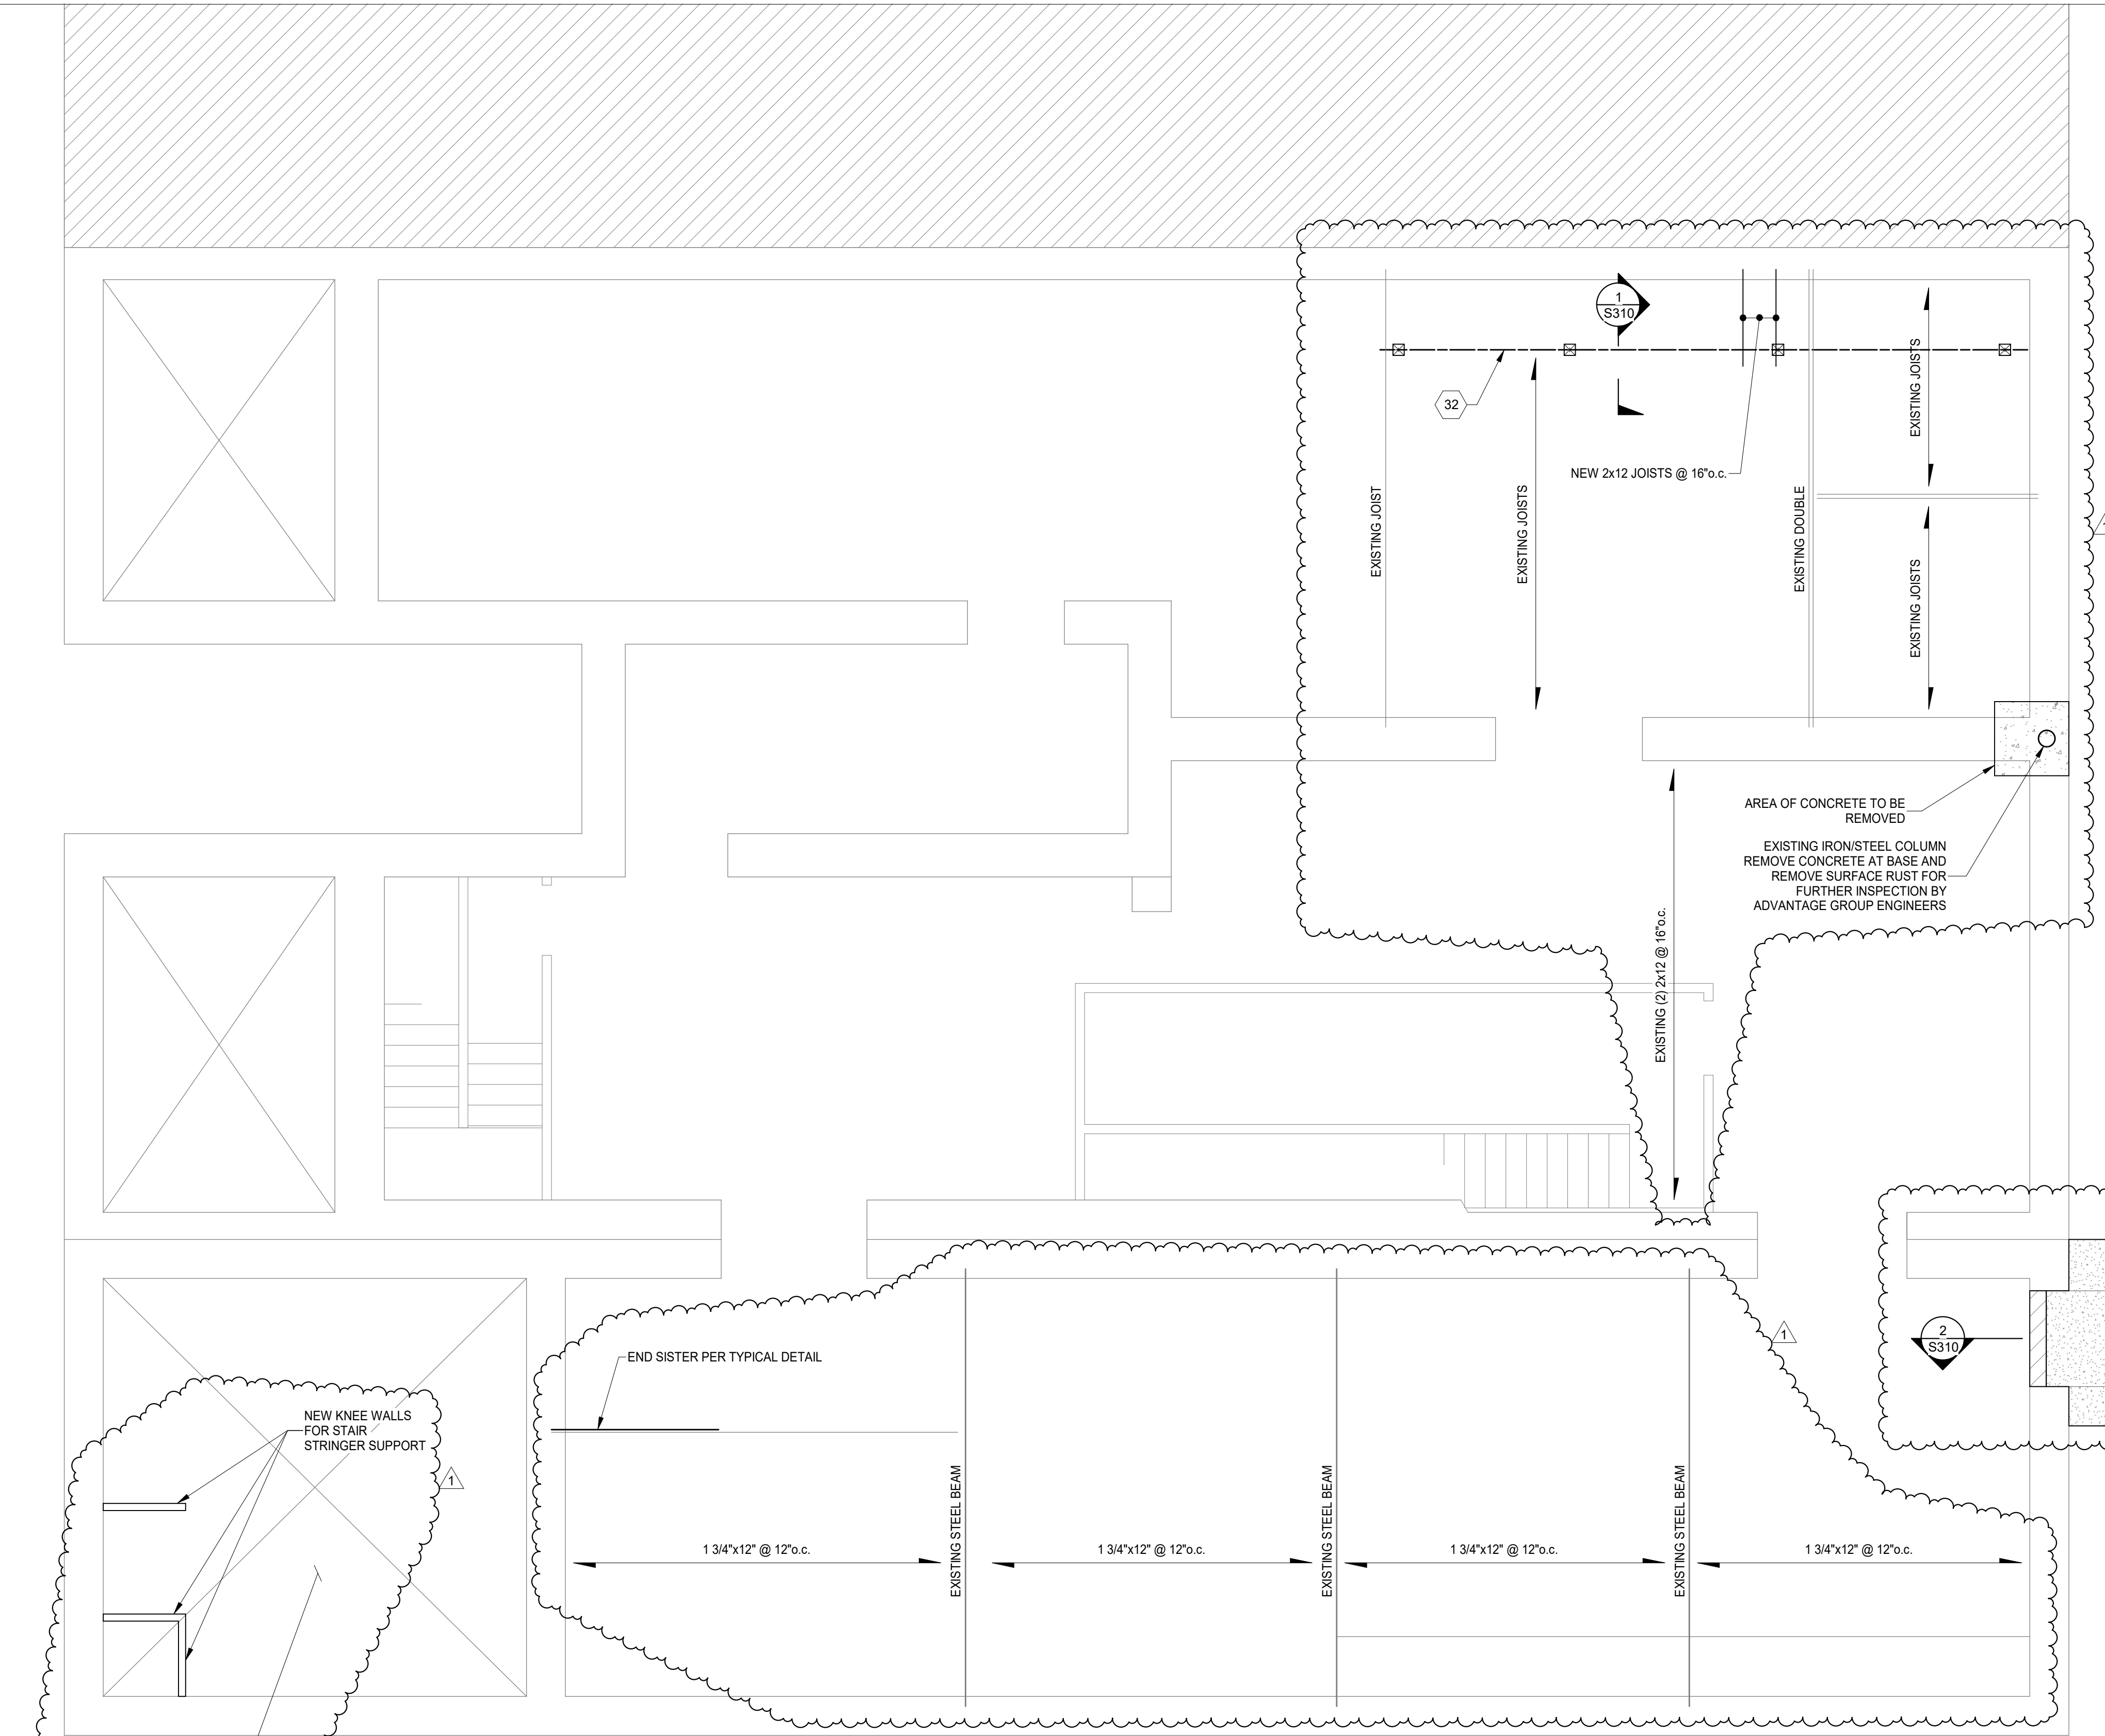 1
S310
32
NEW 2x12 JOISTS @ 16"o.c.
EXISTING JOIST
EXISTING JOISTS
EXISTING DOUBLE
EXISTING JOISTS
EXISTING JOISTS
AREA OF CONCRETE TO BE
REMOVED
EXISTING IRON/STEEL COLUMN
REMOVE CONCRETE AT BASE AND
REMOVE SURFACE RUST FOR
FURTHER INSPECTION BY
ADVANTAGE GROUP ENGINEERS
EXISTING (2) 2x12 @ 16"o.c.
1
2
S310
END SISTER PER TYPICAL DETAIL
NEW KNEE WALLS
FOR STAIR
STRINGER SUPPORT
1
EXISTING STEEL BEAM
EXISTING STEEL BEAM
EXISTING STEEL BEAM
1 3/4"x12" @ 12"o.c.
1 3/4"x12" @ 12"o.c.
1 3/4"x12" @ 12"o.c.
1 3/4"x12" @ 12"o.c.